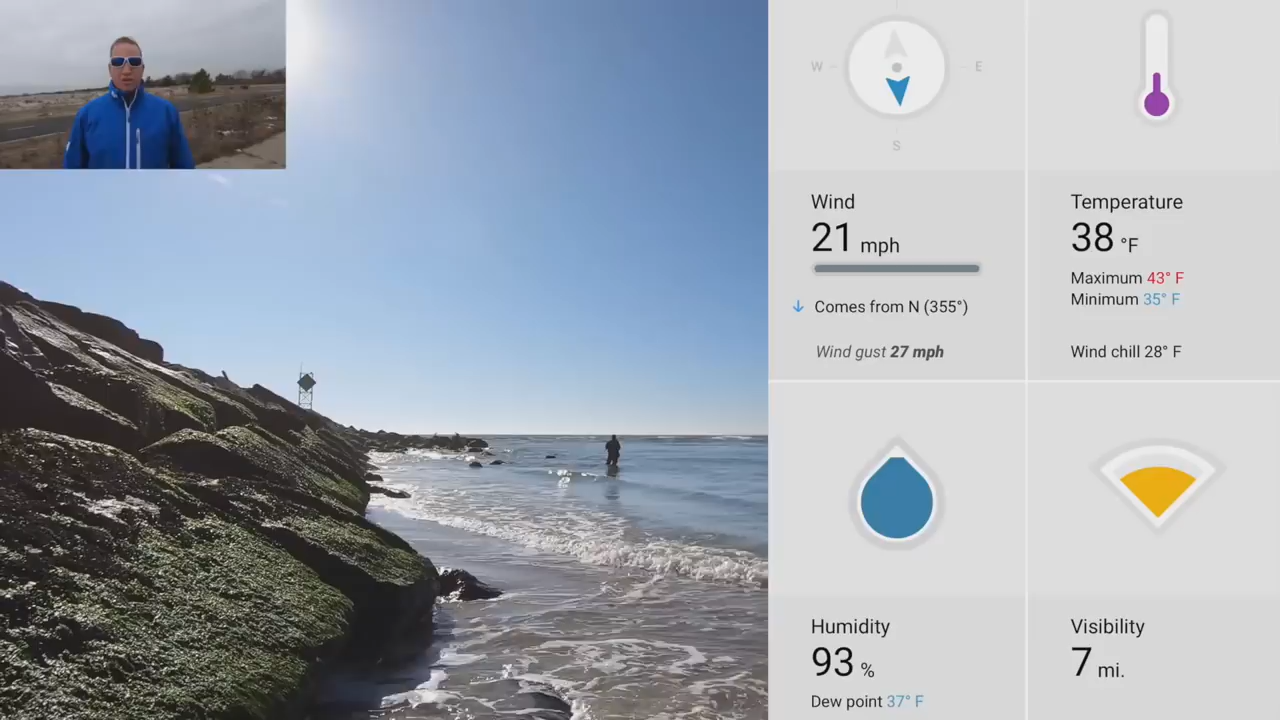 W
E
S
Wind
21 mph
Comes from N (355°)
Wind gust 27 mph
Temperature
38 °F
Maximum 43° F
Minimum 35° F
Wind chill 28° F
Humidity
93 %
Dew point 37° F
Visibility
7 mi.